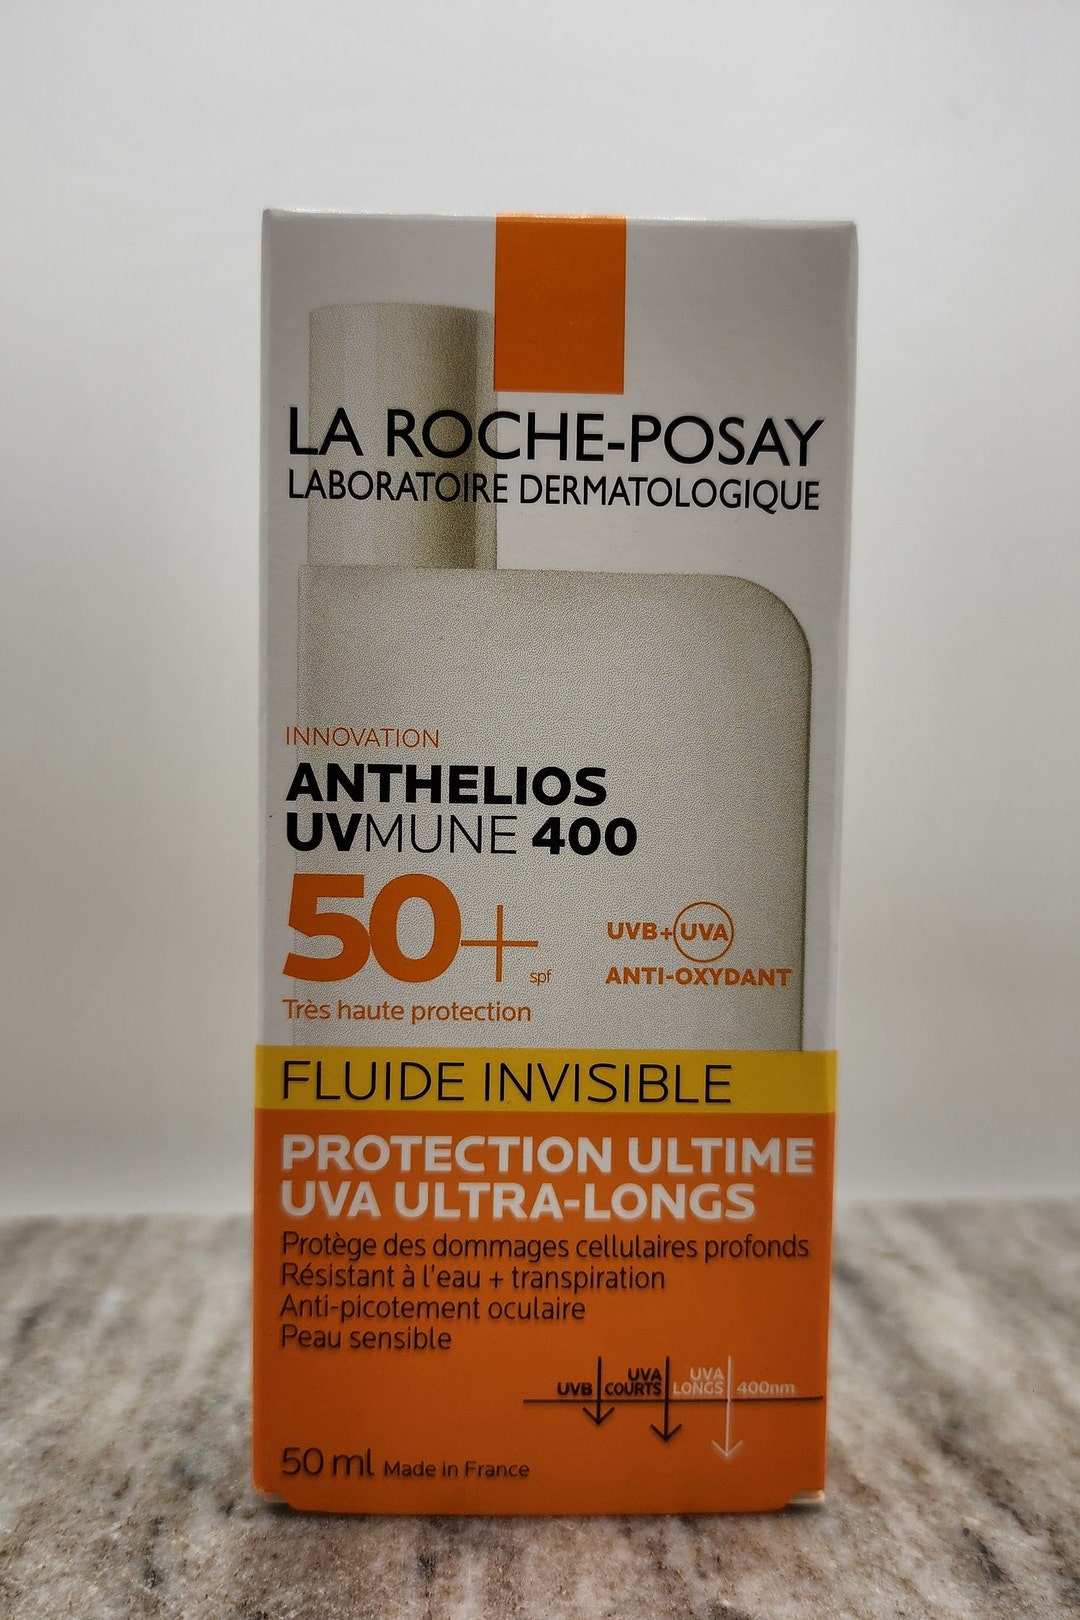 LA ROCHE-POSAY
LABORATOIRE DERMATOLOGIQUE
INNOVATION
ANTHELIOS
UVMUNE 400
50+ spf
UVB+UVA
ANTI-OXYDANT
Très haute protection
FLUIDE INVISIBLE
PROTECTION ULTIME
UVA ULTRA-LONGS
Protège des dommages cellulaires profonds
Résistant à l'eau + transpiration
Anti-picotement oculaire
Peau sensible
UVB
UVA
COURTS
UVA
LONGS
400nm
50 ml Made in France